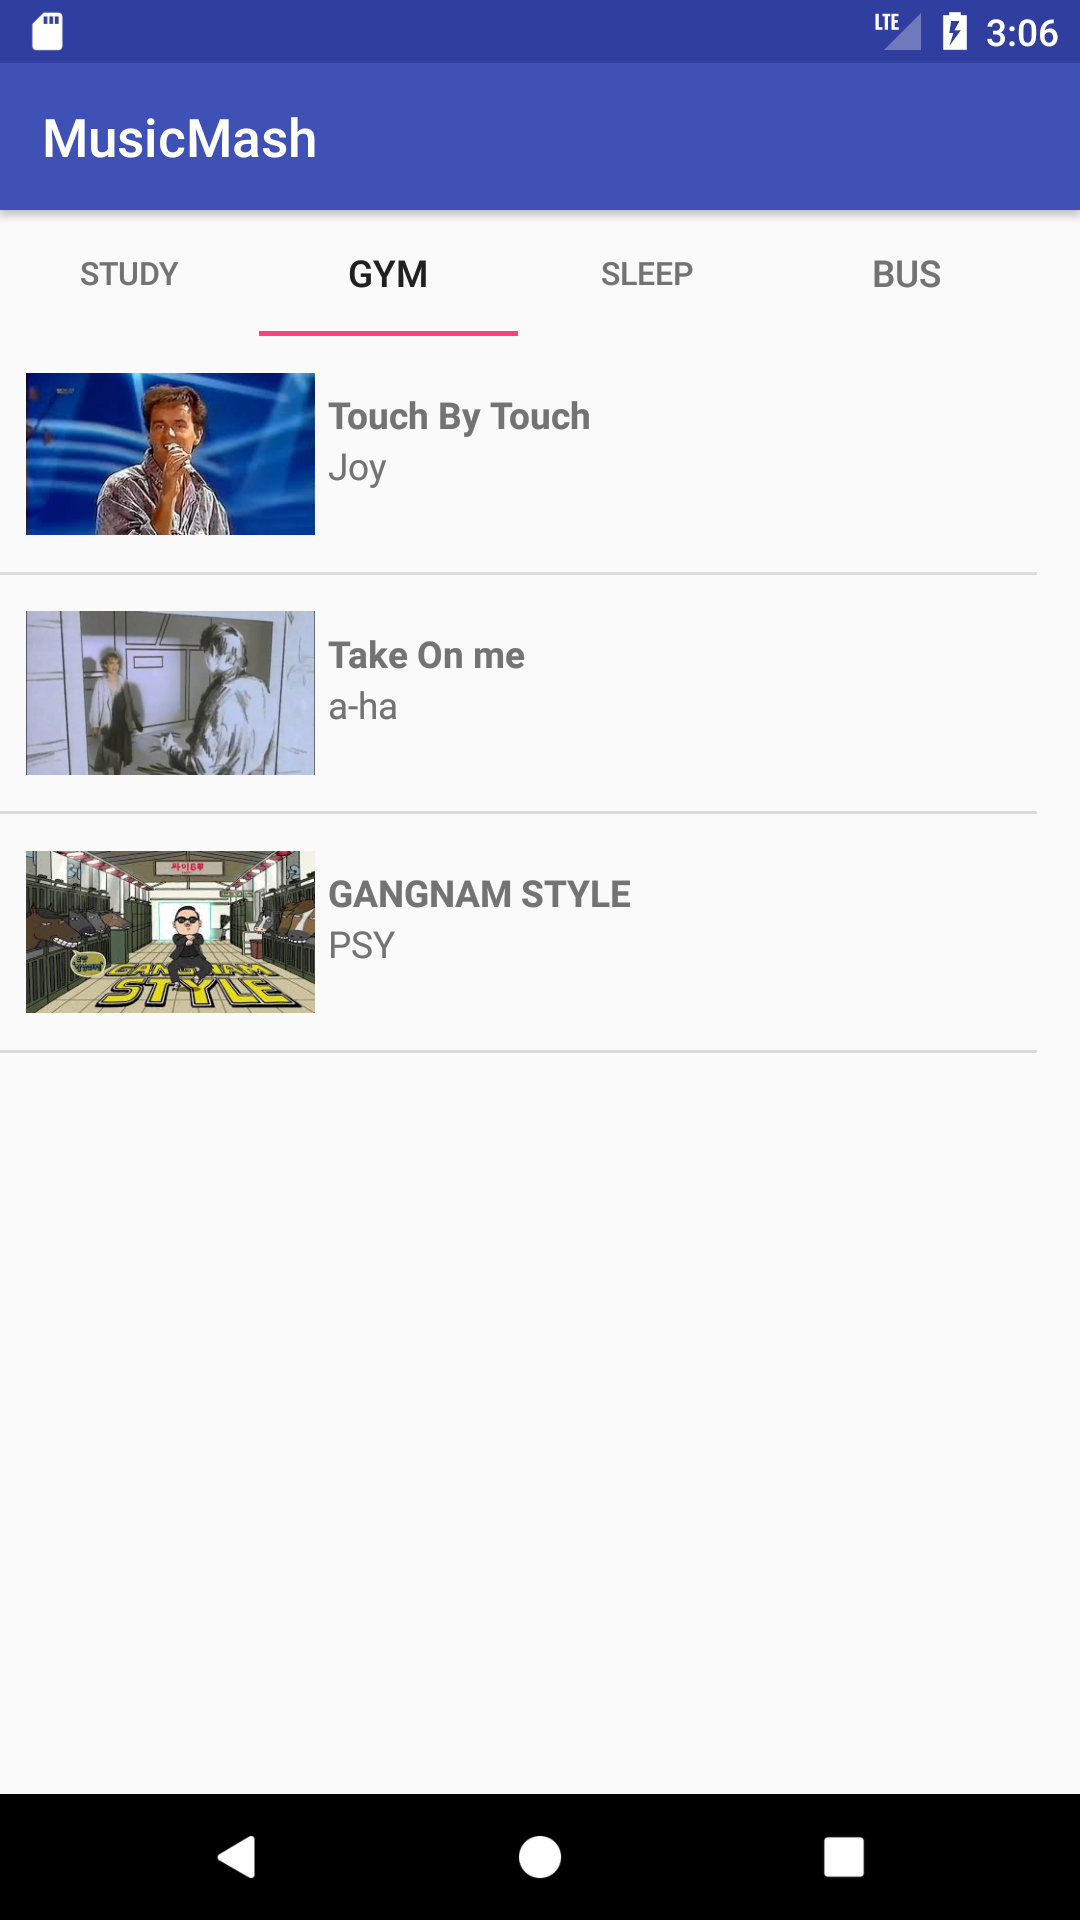 LTE 3:06
MusicMash
STUDY GYM SLEEP BUS
Touch By Touch
Joy
Take On me
a-ha
싸이6甲
GANGNAM STYLE
GANGNAM
STYLE
PSY